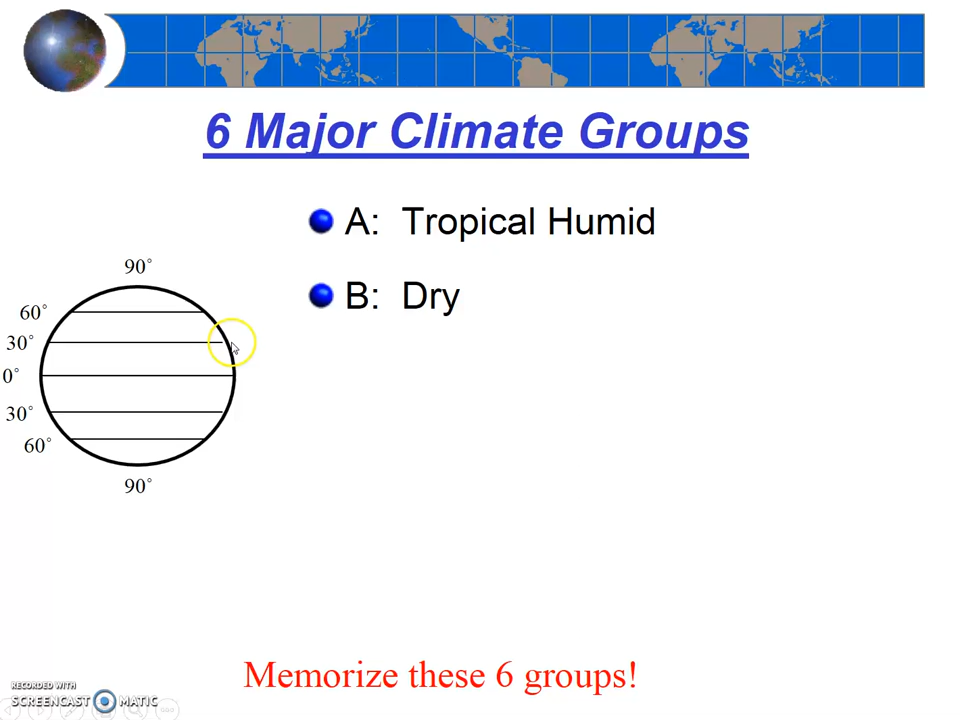 6 Major Climate Groups
A: Tropical Humid
B: Dry
90°
60°
30°
0°
30°
60°
90°
Memorize these 6 groups!
RECORDED WITH
SCREENCAST MATIC